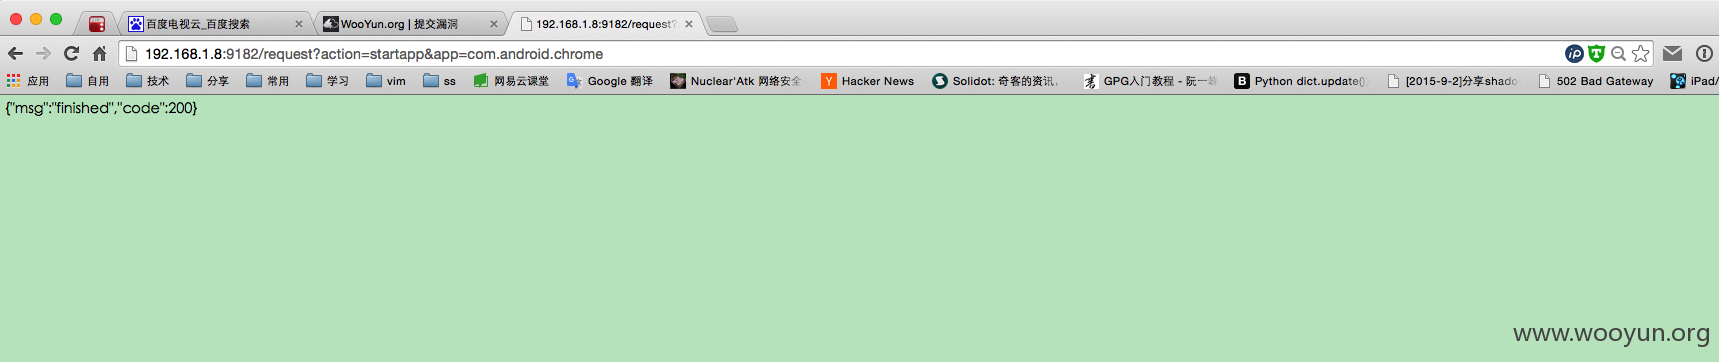 百度电视云_百度搜索 WooYun.org | 提交漏洞 192.168.1.8:9182/request?
192.168.1.8:9182/request?action=startapp&app=com.android.chrome
应用 自用 技术 分享 常用 学习 vim ss 网易云课堂 Google 翻译 Nuclear'Atk 网络安全 Hacker News Solidot: 奇客的资讯, GPG入门教程 - 阮一 Python dict.update() [2015-9-2]分享shado 502 Bad Gateway iPad/
{"msg":"finished","code":200}
www.wooyun.org